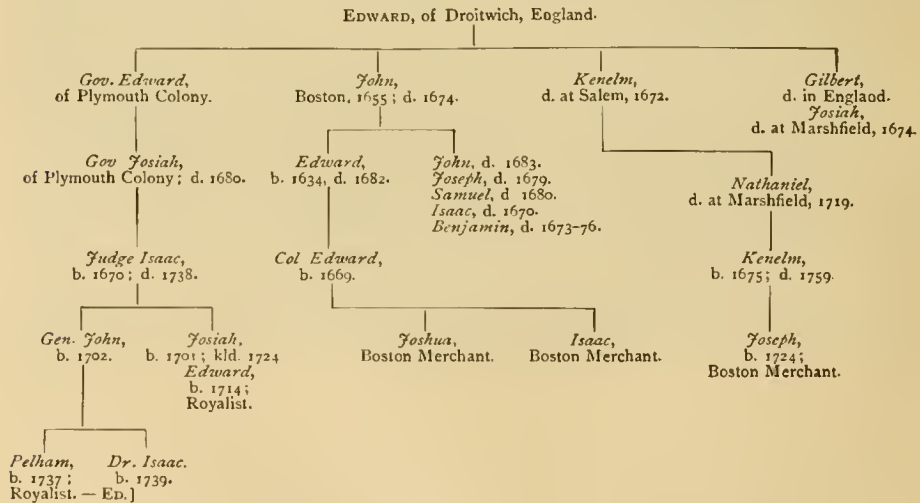 EDWARD, of Droitwich, England.
Gov. Edward,
of Plymouth Colony.
John,
Boston, 1655; d. 1674.
Kenelm,
d. at Salem, 1672.
Gilbert,
d. in England.
Josiah,
d. at Marshfield, 1674.
Gov Josiah,
of Plymouth Colony; d. 1680.
Edward,
b. 1634, d. 1682.
John, d. 1683.
Joseph, d. 1679.
Samuel, d 1680.
Isaac, d. 1670.
Benjamin, d. 1673-76.
Nathaniel,
d. at Marshfield, 1719.
Judge Isaac,
b. 1670; d. 1738.
Col Edward,
b. 1669.
Kenelm,
b. 1675; d. 1759.
Gen. John,
b. 1702.
Josiah,
b. 1701; kld. 1724
Edward,
b. 1714;
Royalist.
Joshua,
Boston Merchant.
Isaac,
Boston Merchant.
Joseph,
b. 1724;
Boston Merchant.
Pelham,
b. 1737;
Royalist. — ED.]
Dr. Isaac.
b. 1739.